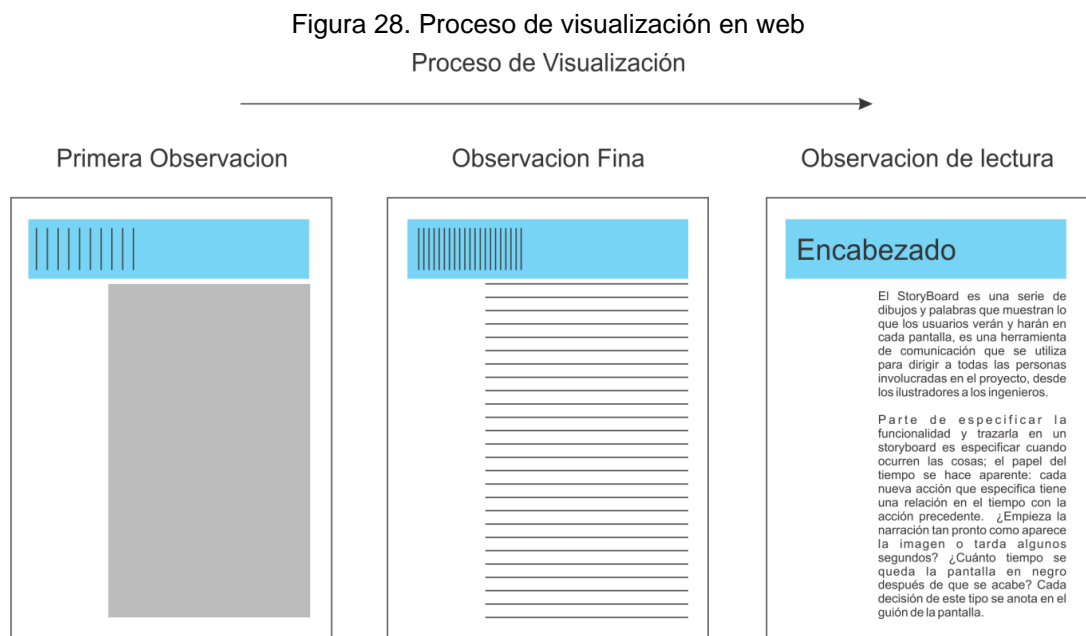 Figura 28. Proceso de visualización en web
Proceso de Visualización
Primera Observacion
Observacion Fina
Observacion de lectura
Encabezado
El StoryBoard es una serie de
dibujos y palabras que muestran lo
que los usuarios verán y harán en
cada pantalla, es una herramienta
de comunicación que se utiliza
para dirigir a todas las personas
involucradas en el proyecto, desde
los ilustradores a los ingenieros.
Parte de especificar la
funcionalidad y trazarla en un
storyboard es especificar cuando
ocurren las cosas; el papel del
tiempo se hace aparente: cada
nueva acción que especifica tiene
una relación en el tiempo con la
acción precedente. ¿Empieza la
narración tan pronto como aparece
la imagen o tarda algunos
segundos? ¿Cuánto tiempo se
queda la pantalla en negro
después de que se acabe? Cada
decisión de este tipo se anota en el
guión de la pantalla.